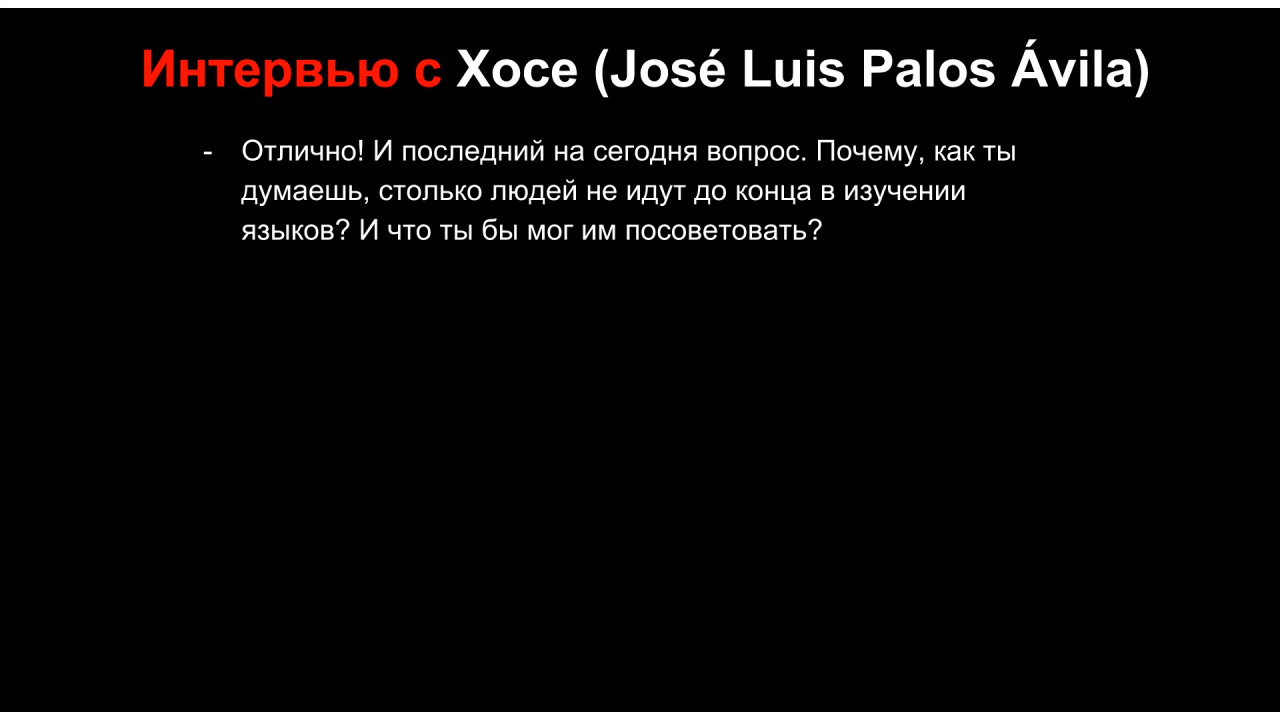 Интервью с Хосе (José Luis Palos Ávila)
- Отлично! И последний на сегодня вопрос. Почему, как ты
думаешь, столько людей не идут до конца в изучении
языков? И что ты бы мог им посоветовать?